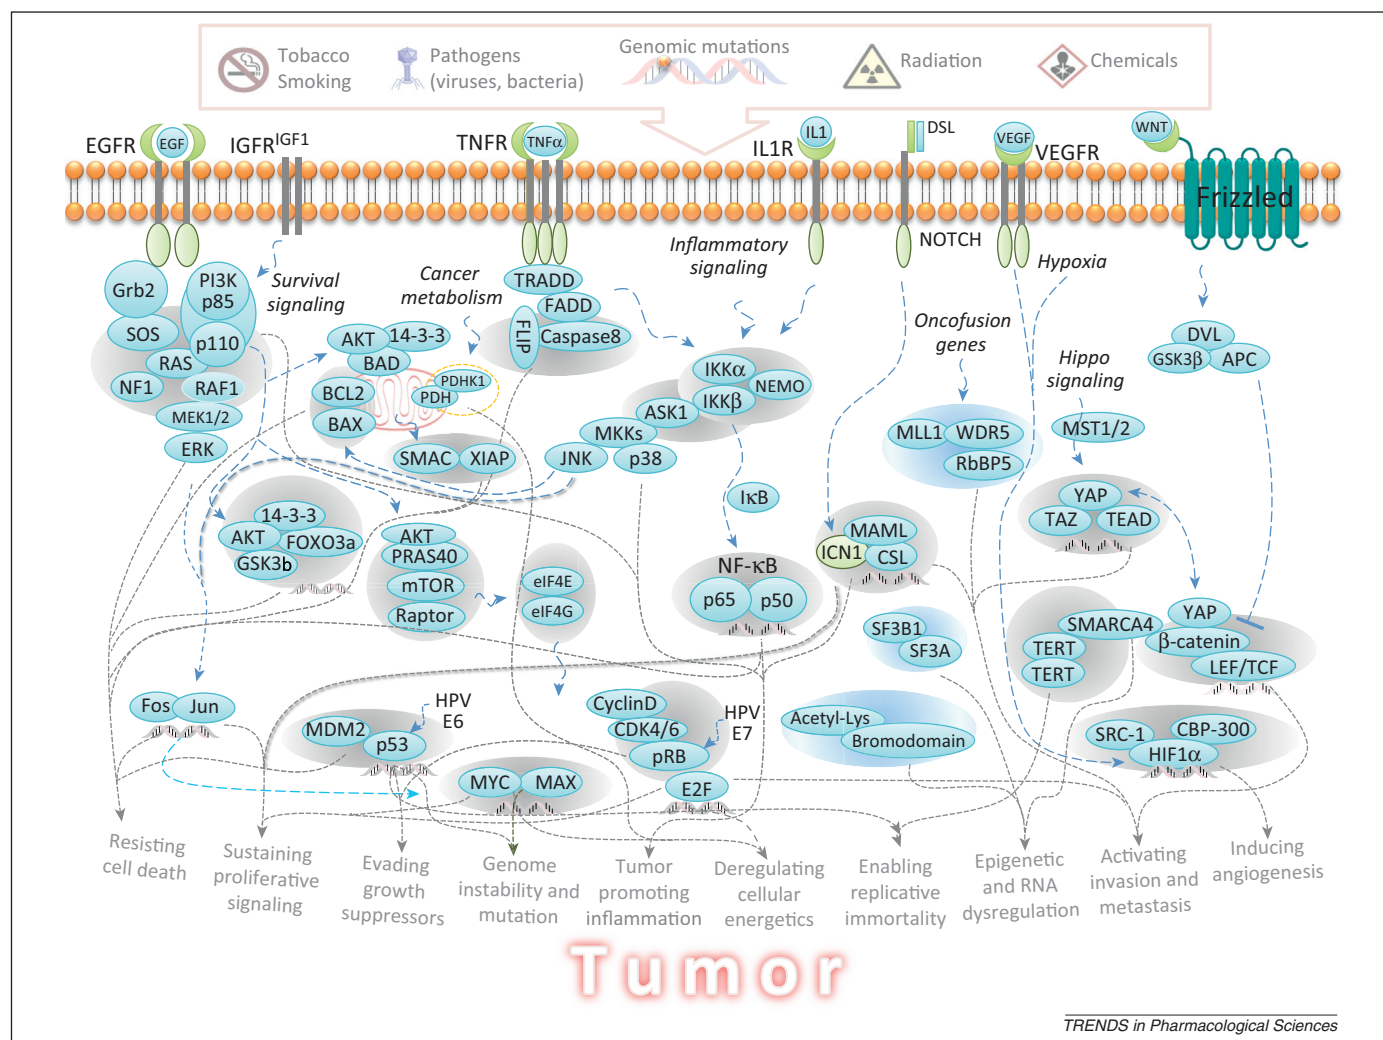 Tobacco
Smoking
Pathogens
(viruses, bacteria)
Genomic mutations
Radiation
Chemicals
EGFR
EGF
IGFR
IGF1
TNFR
TNFα
IL1R
IL1
DSL
VEGF
VEGFR
WNT
Frizzled
NOTCH
Grb2
PI3K
p85
Survival
signaling
Cancer
metabolism
TRADD
Inflammatory
signaling
Hypoxia
SOS
p110
RAS
NF1
RAF1
MEK1/2
ERK
AKT
14-3-3
BAD
BCL2
BAX
PDHK1
PDH
FADD
FLIP
Caspase8
IKKα
NEMO
IKKβ
ASK1
MKKs
JNK
p38
SMAC
XIAP
Oncofusion
genes
MLL1
WDR5
RbBP5
Hippo
signaling
MST1/2
DVL
GSK3β
APC
YAP
TAZ
TEAD
14-3-3
AKT
FOXO3a
GSK3b
AKT
PRAS40
mTOR
Raptor
eIF4E
eIF4G
IκB
NF-κB
p65
p50
MAML
ICN1
CSL
SF3B1
SF3A
SMARCA4
TERT
TERT
YAP
β-catenin
LEF/TCF
Fos
Jun
MDM2
p53
HPV
E6
CyclinD
CDK4/6
pRB
HPV
E7
E2F
MYC
MAX
Acetyl-Lys
Bromodomain
SRC-1
CBP-300
HIF1α
Resisting
cell death
Sustaining
proliferative
signaling
Evading
growth
suppressors
Genome
instability and
mutation
Tumor
promoting
inflammation
Deregulating
cellular
energetics
Enabling
replicative
immortality
Epigenetic
and RNA
dysregulation
Activating
invasion and
metastasis
Inducing
angiogenesis
Tumor
TRENDS in Pharmacological Sciences